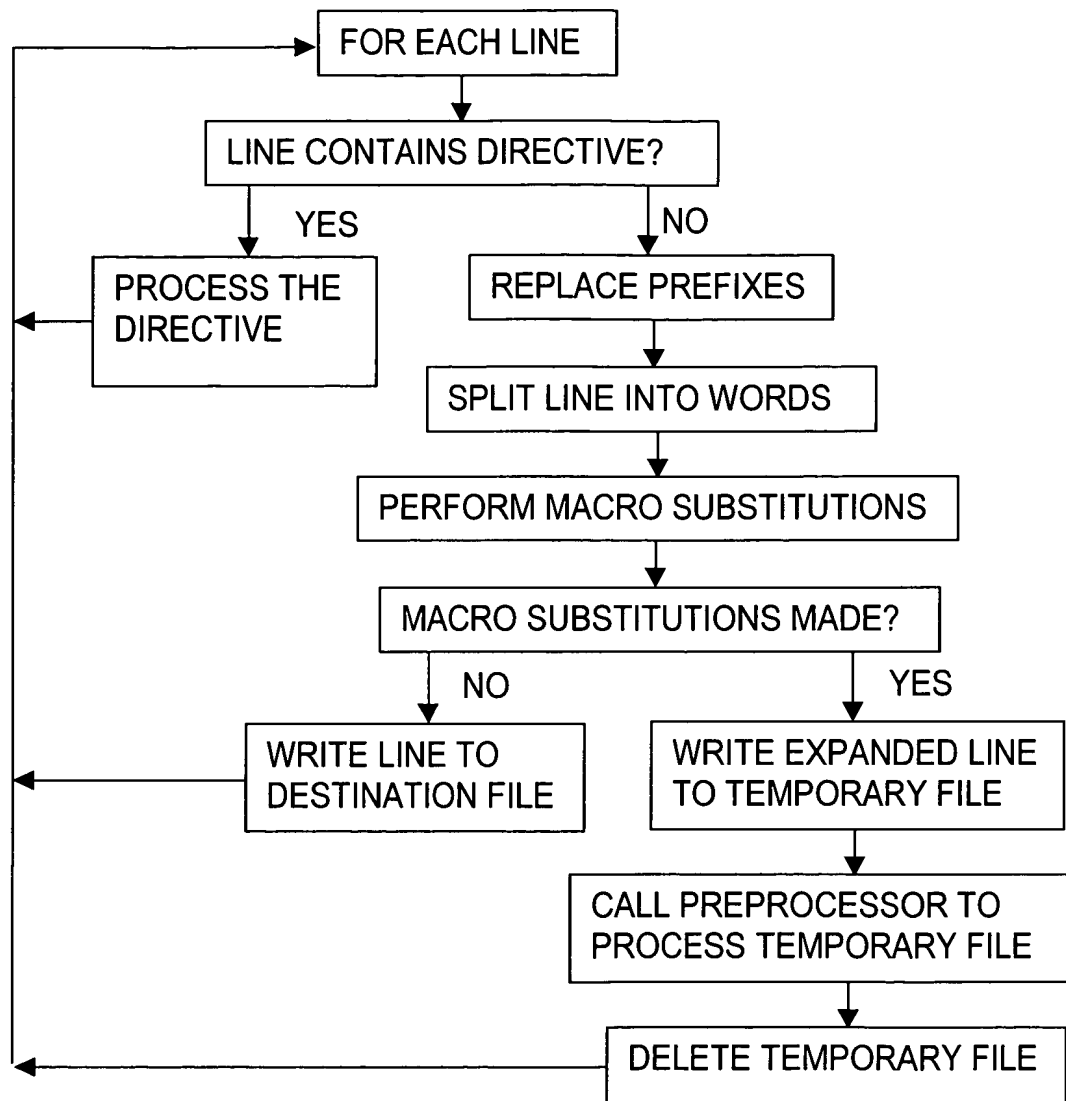 FOR EACH LINE
LINE CONTAINS DIRECTIVE?
YES
NO
PROCESS THE
DIRECTIVE
REPLACE PREFIXES
SPLIT LINE INTO WORDS
PERFORM MACRO SUBSTITUTIONS
MACRO SUBSTITUTIONS MADE?
NO
YES
WRITE LINE TO
DESTINATION FILE
WRITE EXPANDED LINE
TO TEMPORARY FILE
CALL PREPROCESSOR TO
PROCESS TEMPORARY FILE
DELETE TEMPORARY FILE